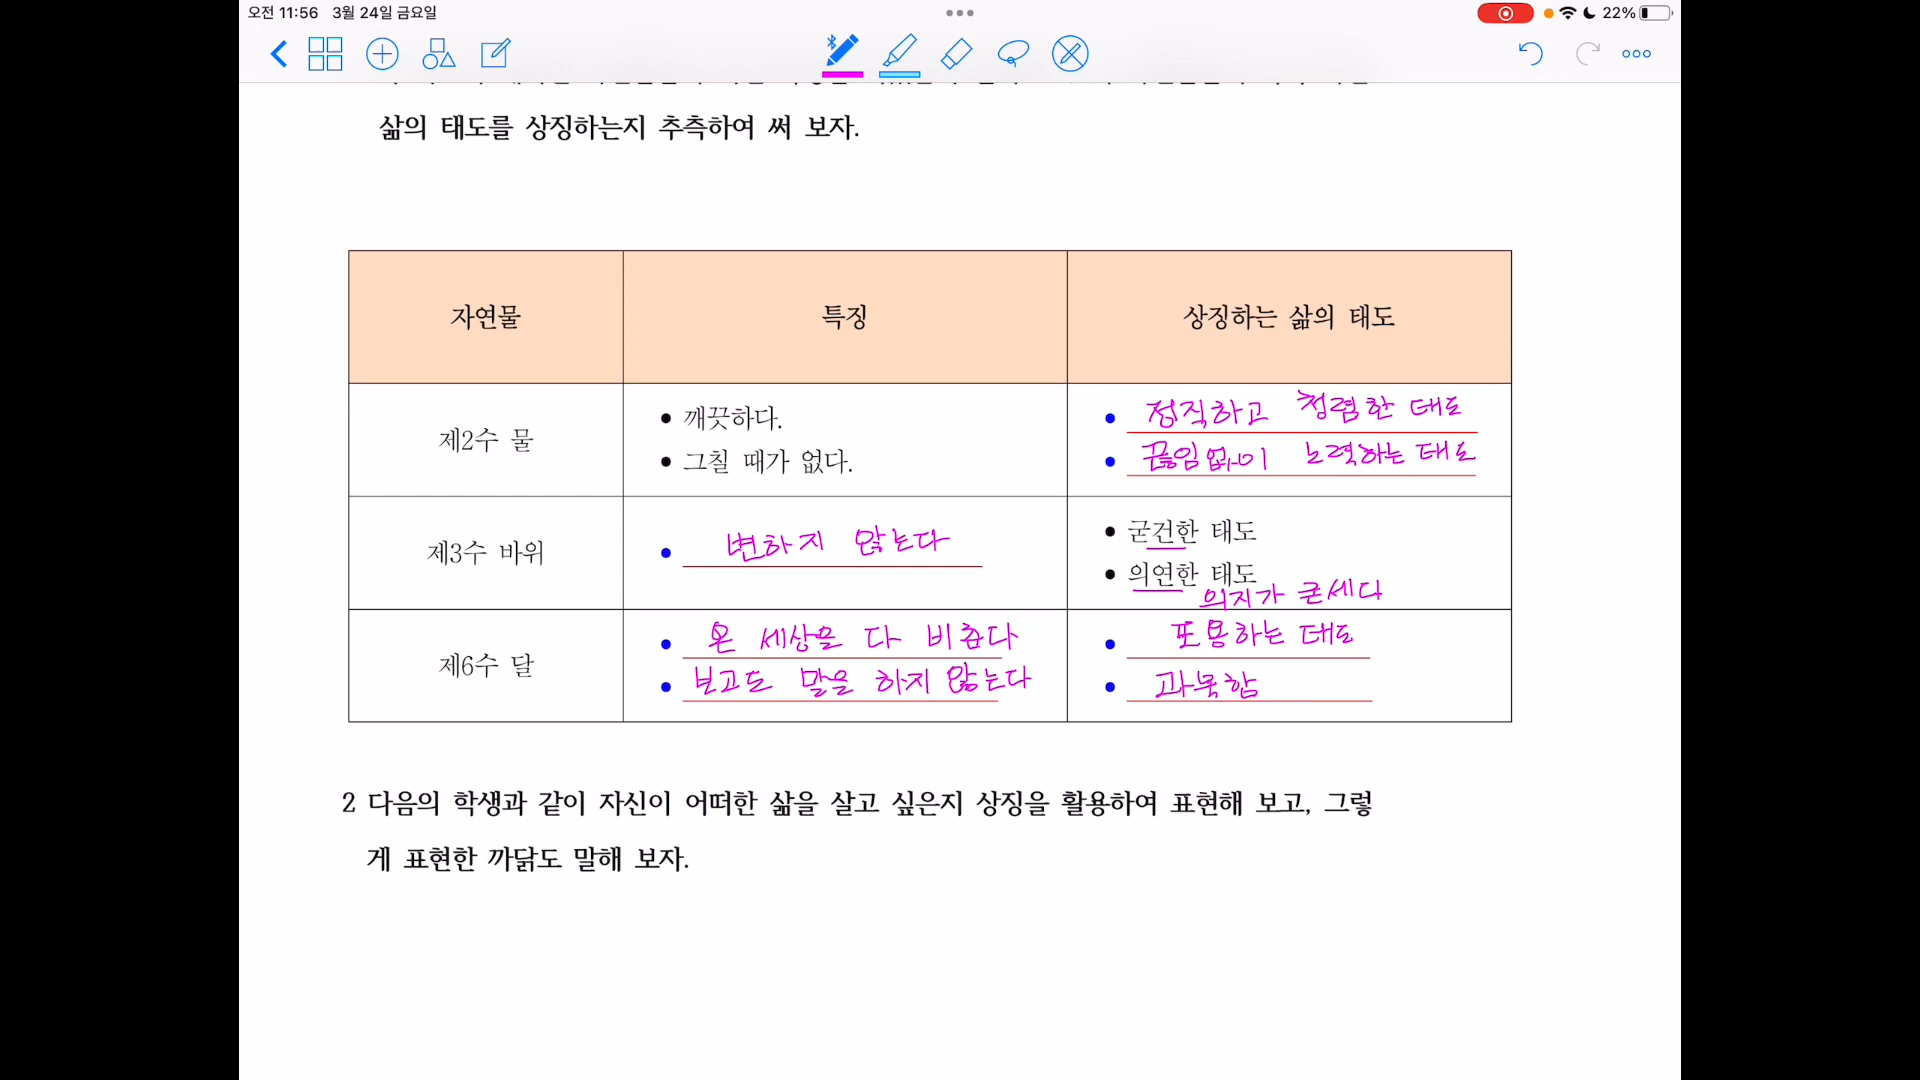 오전 11:56 3월 24일 금요일
22%
삶의 태도를 상징하는지 추측하여 써 보자.
자연물 특징 상징하는 삶의 태도
제2수 물
깨끗하다.
그칠 때가 없다.
정직하고 청렴한 태도
끊임없이 노력하는 태도
제3수 바위
변하지 않는다
굳건한 태도
의연한 태도
의지가 굳세다
제6수 달
온 세상을 다 비춘다
보고도 말을 하지 않는다
포용하는 태도
과묵함
2 다음의 학생과 같이 자신이 어떠한 삶을 살고 싶은지 상징을 활용하여 표현해 보고, 그렇
게 표현한 까닭도 말해 보자.